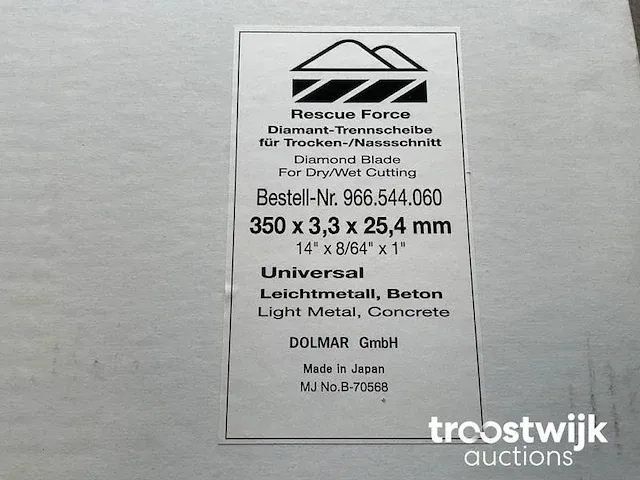 Rescue Force
Diamant-Trennscheibe
für Trocken-/Nassschnitt
Diamond Blade
For Dry/Wet Cutting
Bestell-Nr. 966.544.060
350 x 3,3 x 25,4 mm
14" x 8/64" x 1"
Universal
Leichtmetall, Beton
Light Metal, Concrete
DOLMAR GmbH
Made in Japan
MJ No.B-70568
troostwijk
auctions